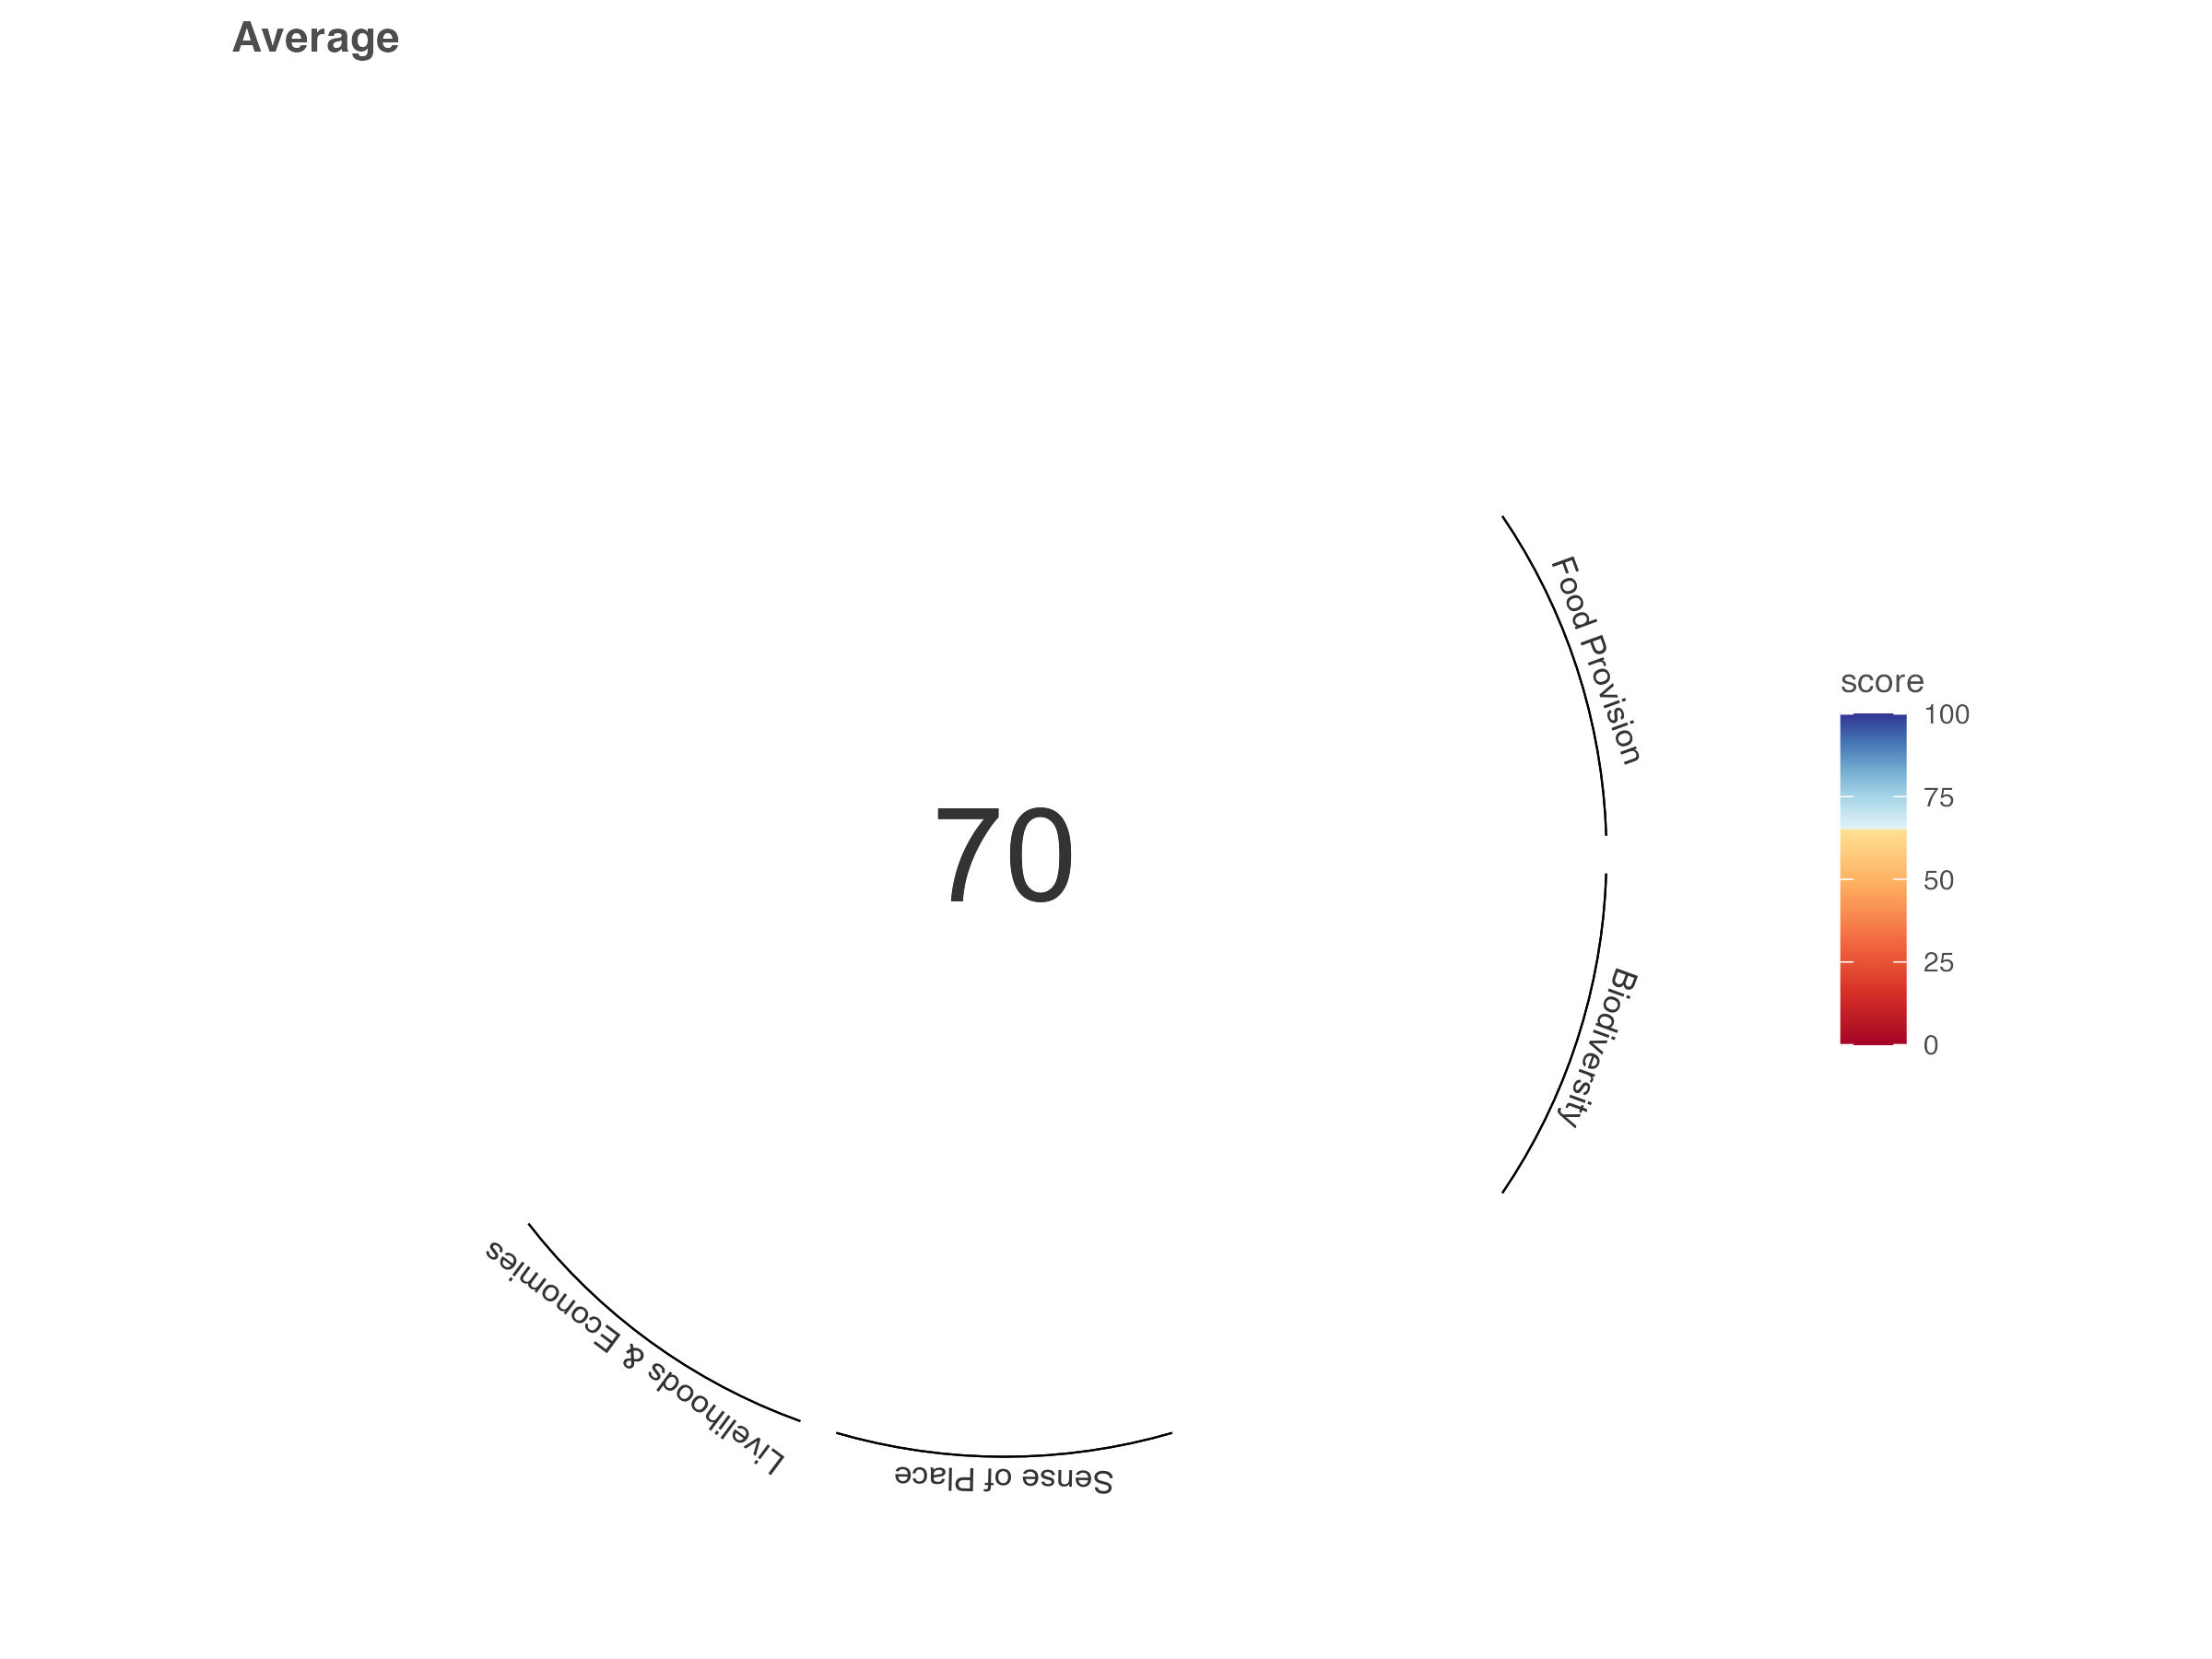 Average
Food Provision
score
100
75
70
50
25
0
Biodiversity
Livelihoods & Economies
Sense of Place